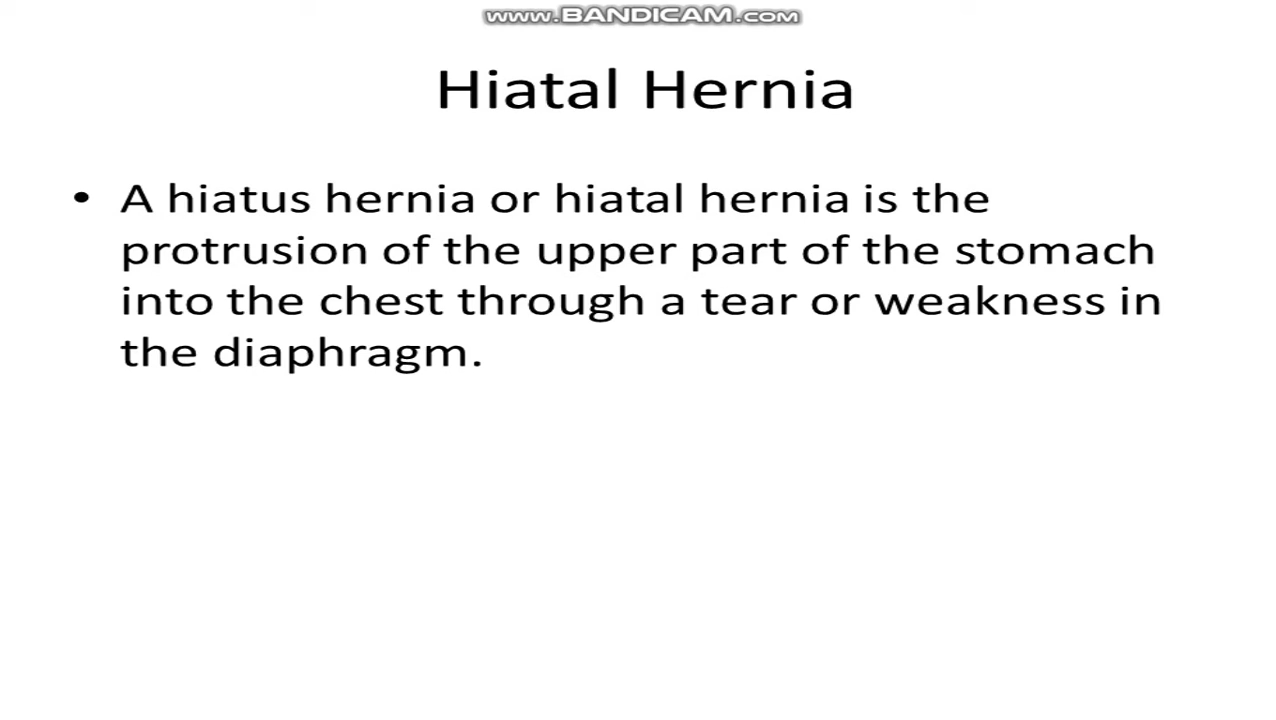 www.BANDICAM.com
Hiatal Hernia
• A hiatus hernia or hiatal hernia is the
protrusion of the upper part of the stomach
into the chest through a tear or weakness in
the diaphragm.